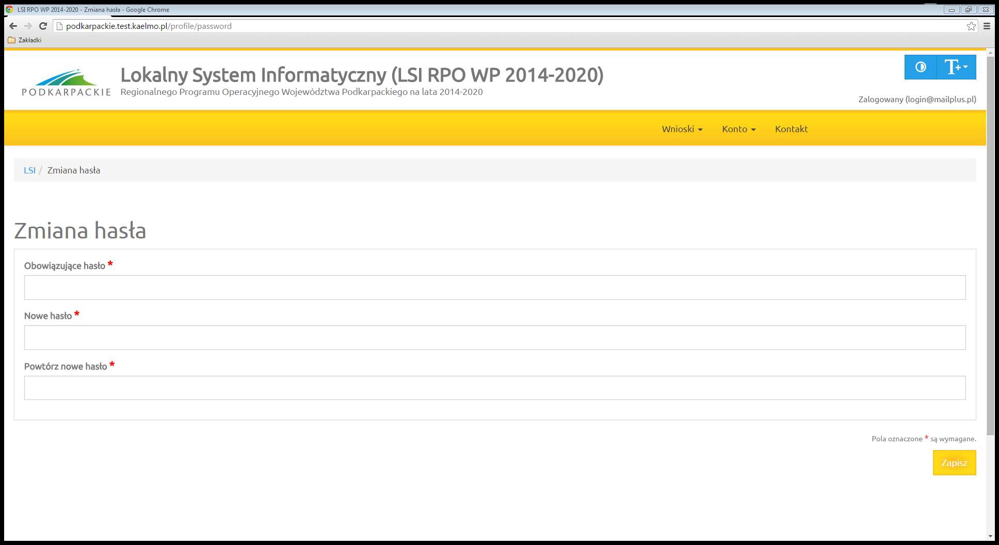 LSI RPO WP 2014-2020 - Zmiana hasła - Google Chrome
podkarpackie.test.kaelmo.pl/profile/password
Zakładki
PODKARPACKIE
Lokalny System Informatyczny (LSI RPO WP 2014-2020)
Regionalnego Programu Operacyjnego Województwa Podkarpackiego na lata 2014-2020
T+
Zalogowany (login@mailplus.pl)
Wnioski Konto Kontakt
LSI / Zmiana hasła
Zmiana hasła
Obowiązujące hasło *
Nowe hasło *
Powtórz nowe hasło *
Pola oznaczone * są wymagane.
Zapisz